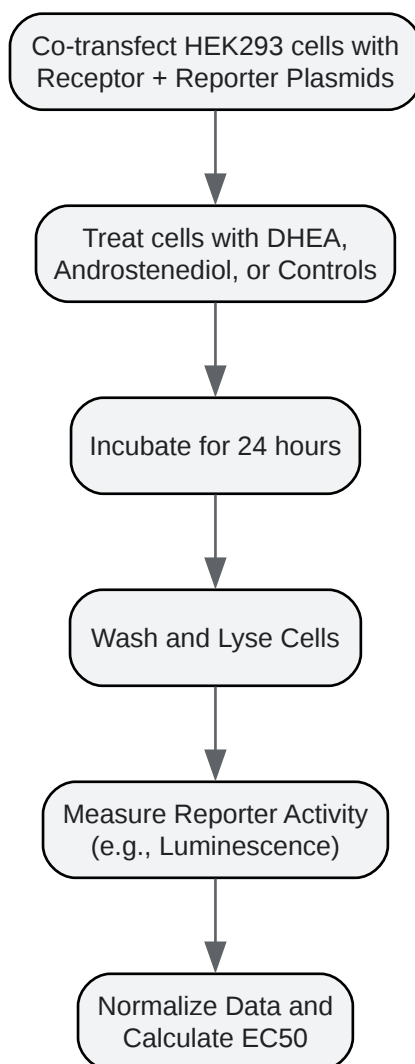 Co-transfect HEK293 cells with
Receptor + Reporter Plasmids
Treat cells with DHEA,
Androstenediol, or Controls
Incubate for 24 hours
Wash and Lyse Cells
Measure Reporter Activity
(e.g., Luminescence)
Normalize Data and
Calculate EC50